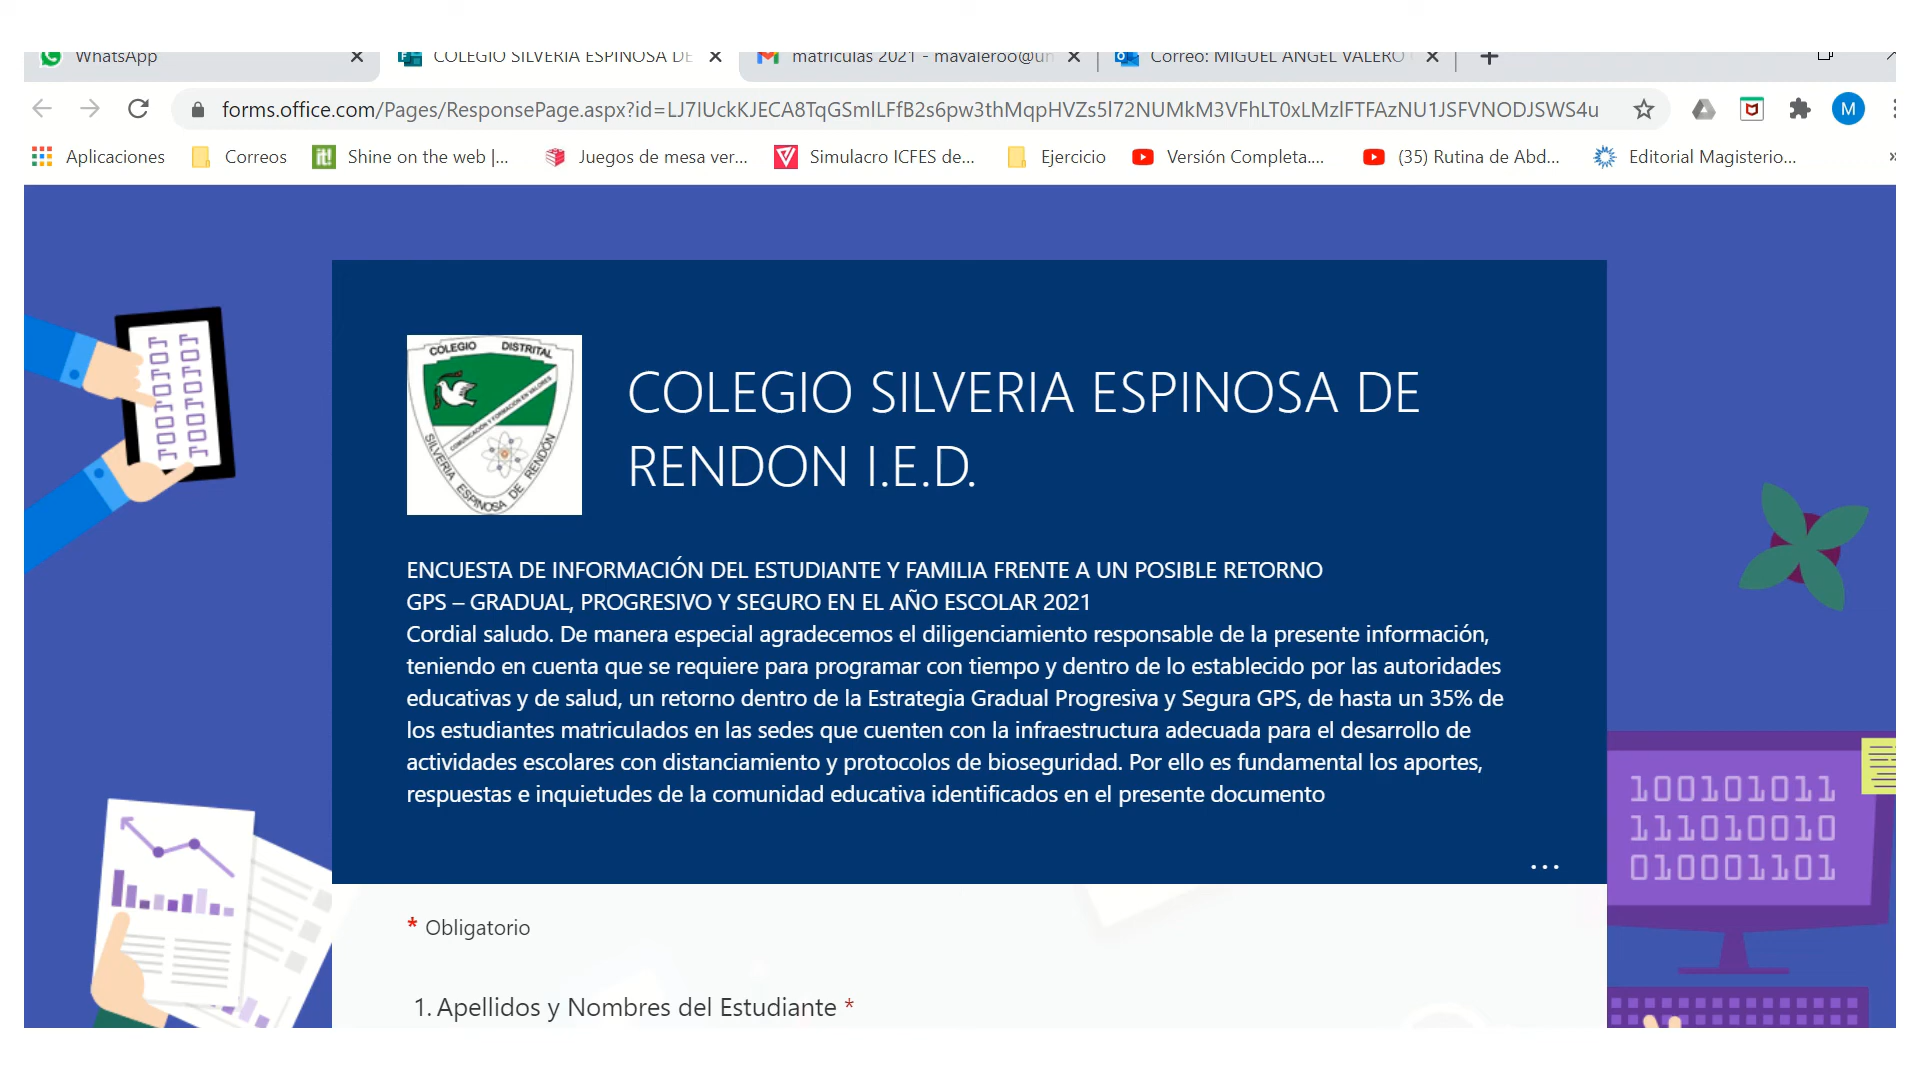 WhatsApp
COLEGIO SILVERIA ESPINOSA DE
matriculas 2021 - mavaleroo@un
Correo: MIGUEL ANGEL VALERO
forms.office.com/Pages/ResponsePage.aspx?id=LJ7IUckKJECA8TqGSmlLFfB2s6pw3thMqpHVZs5l72NUMkM3VFhLT0xLMzlFTFAzNU1JSFVNODJSWS4u
M
Aplicaciones
Correos
it!
Shine on the web |...
Juegos de mesa ver...
Simulacro ICFES de...
Ejercicio
Versión Completa....
(35) Rutina de Abd...
Editorial Magisterio...
»
COLEGIO DISTRITAL
COMUNICACIÓN Y FORMACIÓN EN VALORES
SILVERIA ESPINOSA DE RENDÓN
COLEGIO SILVERIA ESPINOSA DE
RENDON I.E.D.
ENCUESTA DE INFORMACIÓN DEL ESTUDIANTE Y FAMILIA FRENTE A UN POSIBLE RETORNO
GPS – GRADUAL, PROGRESIVO Y SEGURO EN EL AÑO ESCOLAR 2021
Cordial saludo. De manera especial agradecemos el diligenciamiento responsable de la presente información,
teniendo en cuenta que se requiere para programar con tiempo y dentro de lo establecido por las autoridades
educativas y de salud, un retorno dentro de la Estrategia Gradual Progresiva y Segura GPS, de hasta un 35% de
los estudiantes matriculados en las sedes que cuenten con la infraestructura adecuada para el desarrollo de
actividades escolares con distanciamiento y protocolos de bioseguridad. Por ello es fundamental los aportes,
respuestas e inquietudes de la comunidad educativa identificados en el presente documento
...
100101011
111010010
010001101
* Obligatorio
1. Apellidos y Nombres del Estudiante *